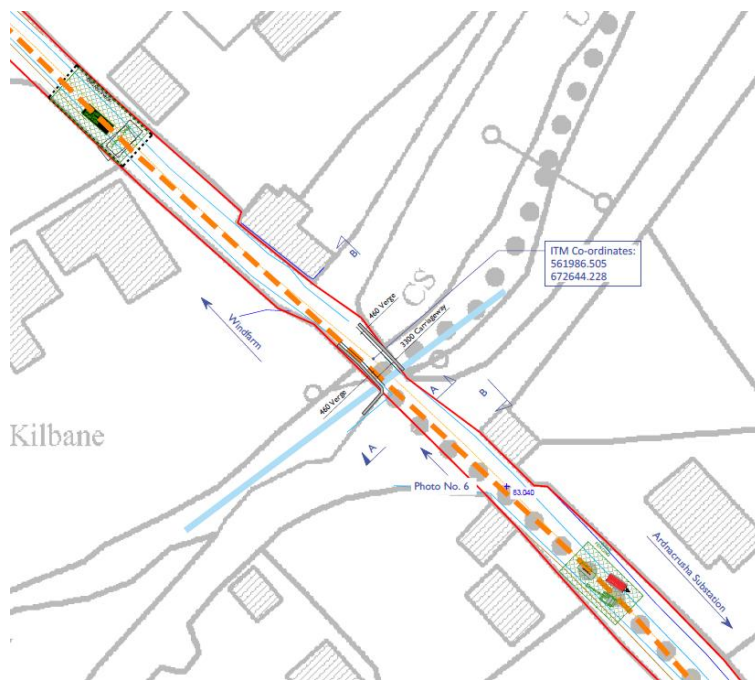 U
ITM Co-ordinates:
561986.505
672644.228
B
CS
460 Verge
3300 Carriageway
Windfarm
460 Verge
A
B
Kilbane
A
Photo No. 6
83.040
Ardnacrusha Substation